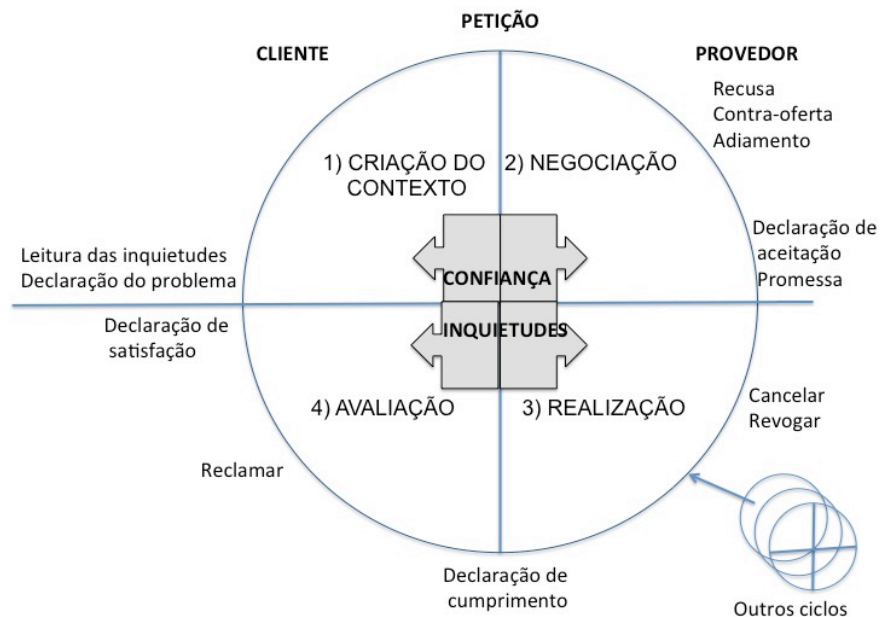 PETIÇÃO
CLIENTE
PROVEDOR
Recusa
Contra-oferta
Adiamento
1) CRIAÇÃO DO
CONTEXTO
2) NEGOCIAÇÃO
Leitura das inquietudes
Declaração do problema
Declaração de
aceitação
Promessa
CONFIANÇA
INQUIETUDES
Declaração de
satisfação
4) AVALIAÇÃO
3) REALIZAÇÃO
Cancelar
Revogar
Reclamar
Declaração de
cumprimento
Outros ciclos